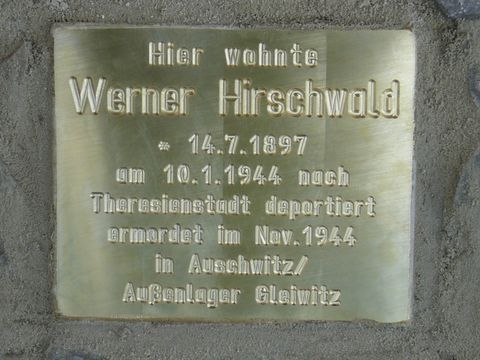 Hier wohnte
Werner Hirschwald
* 14.7.1897
am 10.1.1944 nach
Theresienstadt deportiert
ermordet im Nov.1944
in Auschwitz/
Außenlager Gleiwitz